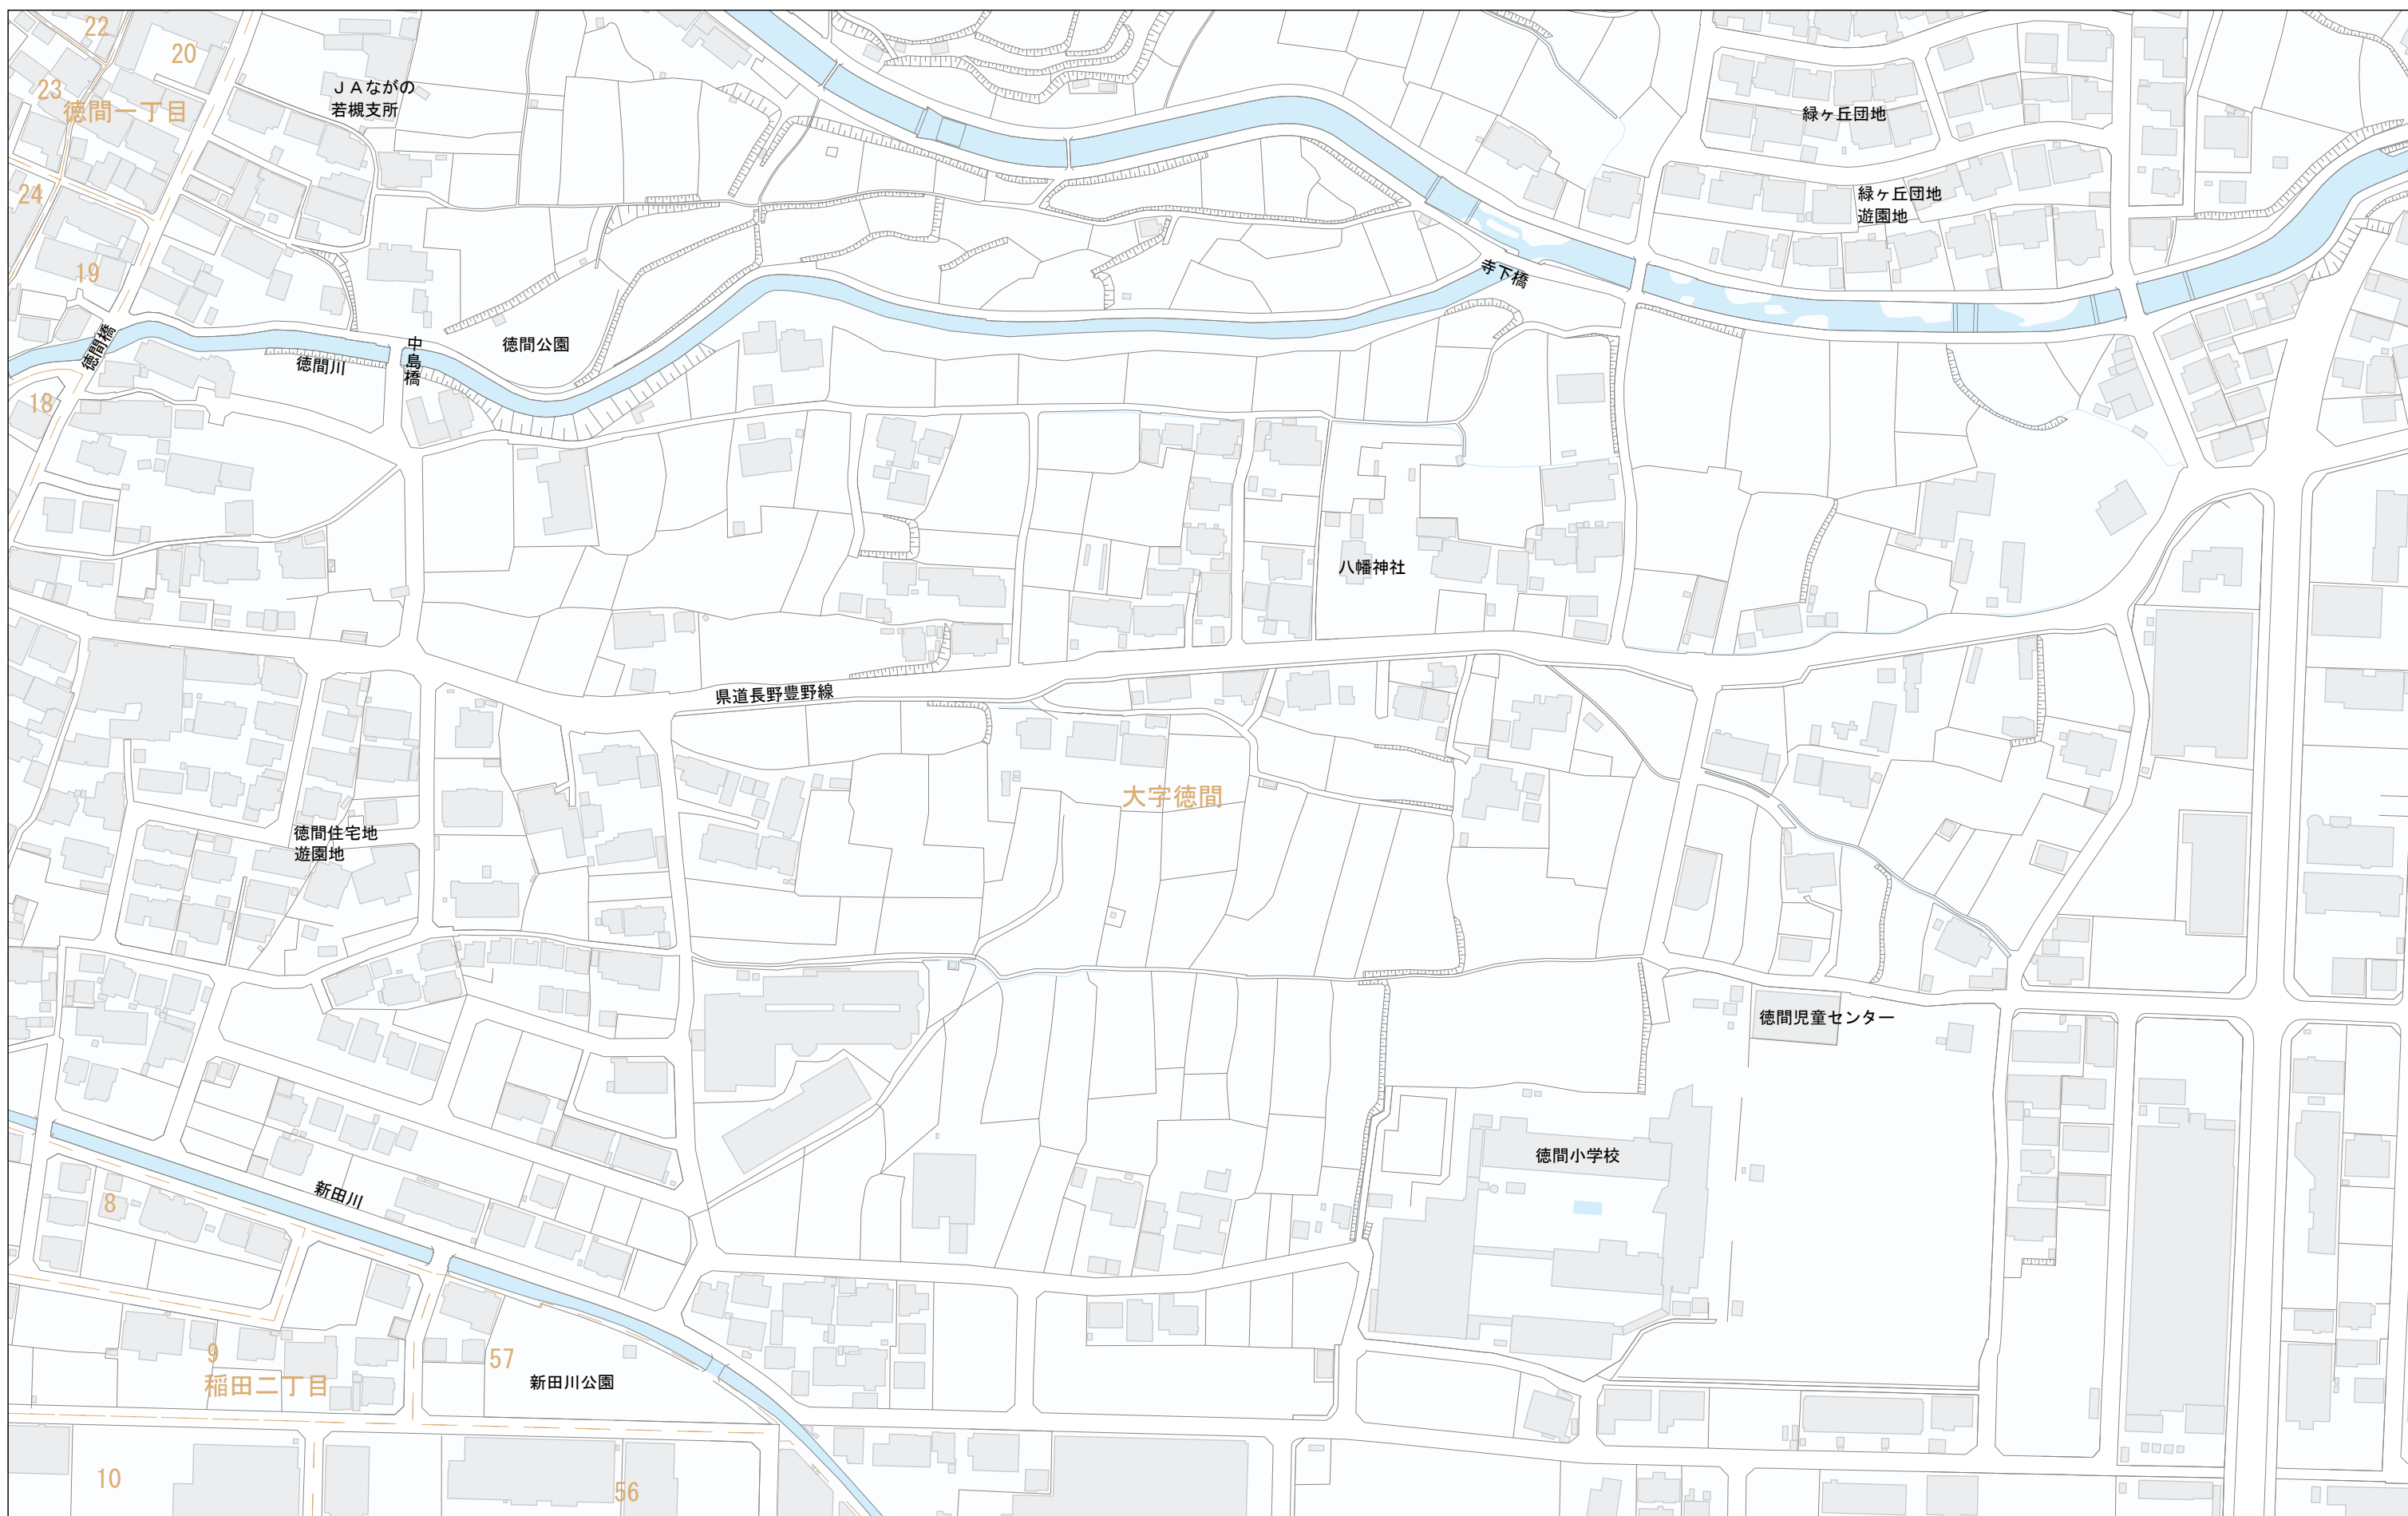 22
20
23
徳間一丁目
ＪＡながの
若槻支所
緑ヶ丘団地
24
緑ヶ丘団地
遊園地
19
寺下橋
徳間橋
中島橋
徳間公園
徳間川
18
八幡神社
県道長野豊野線
大字徳間
徳間住宅地
遊園地
徳間児童センター
徳間小学校
新田川
8
9
稲田二丁目
57
新田川公園
10
56